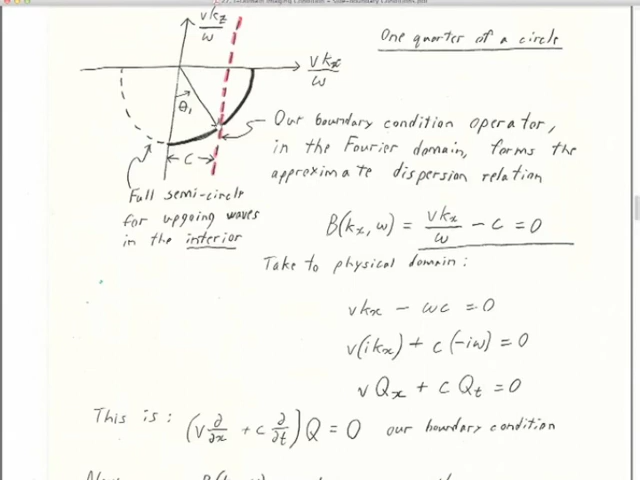 vkz
ω
One quarter of a circle
vkx
ω
θ1
C
Our boundary condition operator,
in the Fourier domain, forms the
approximate dispersion relation
Full semi-circle
for upgoing waves
in the interior
B(kx, ω) = vkx/ω - c = 0
Take to physical domain:
vkx - ωc = 0
v(ikx) + c(-iω) = 0
vQx + cQt = 0
This is: (v ∂/∂x + c ∂/∂t) Q = 0 our boundary condition